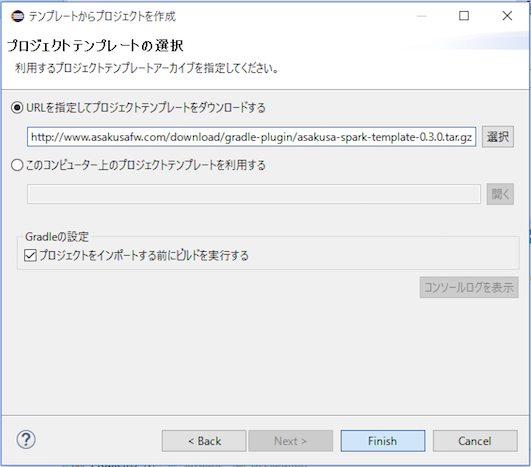 テンプレートからプロジェクトを作成
プロジェクトテンプレートの選択
利用するプロジェクトテンプレートアーカイブを指定してください。
URLを指定してプロジェクトテンプレートをダウンロードする
http://www.asakusafw.com/download/gradle-plugin/asakusa-spark-template-0.3.0.tar.gz
選択
このコンピューター上のプロジェクトテンプレートを利用する
開く
Gradleの設定
プロジェクトをインポートする前にビルドを実行する
コンソールログを表示
?
< Back
Next >
Finish
Cancel